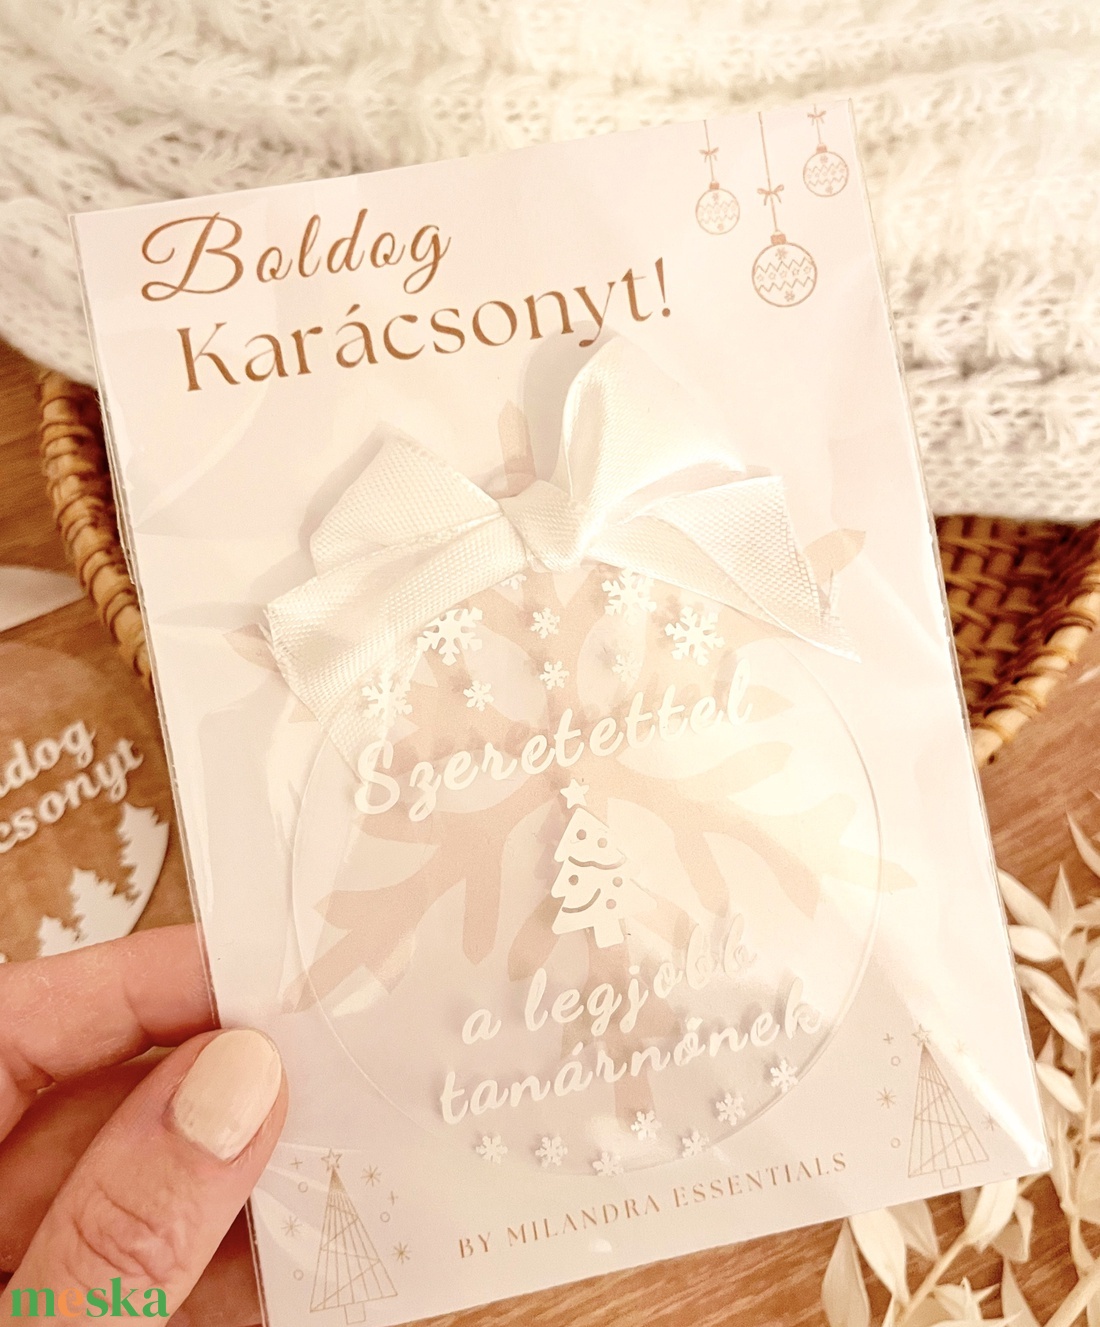 Boldog
Karácsonyt!
Szeretettel
a legjobb
tanárnőnek
BY MILANDRA ESSENTIALS
meska